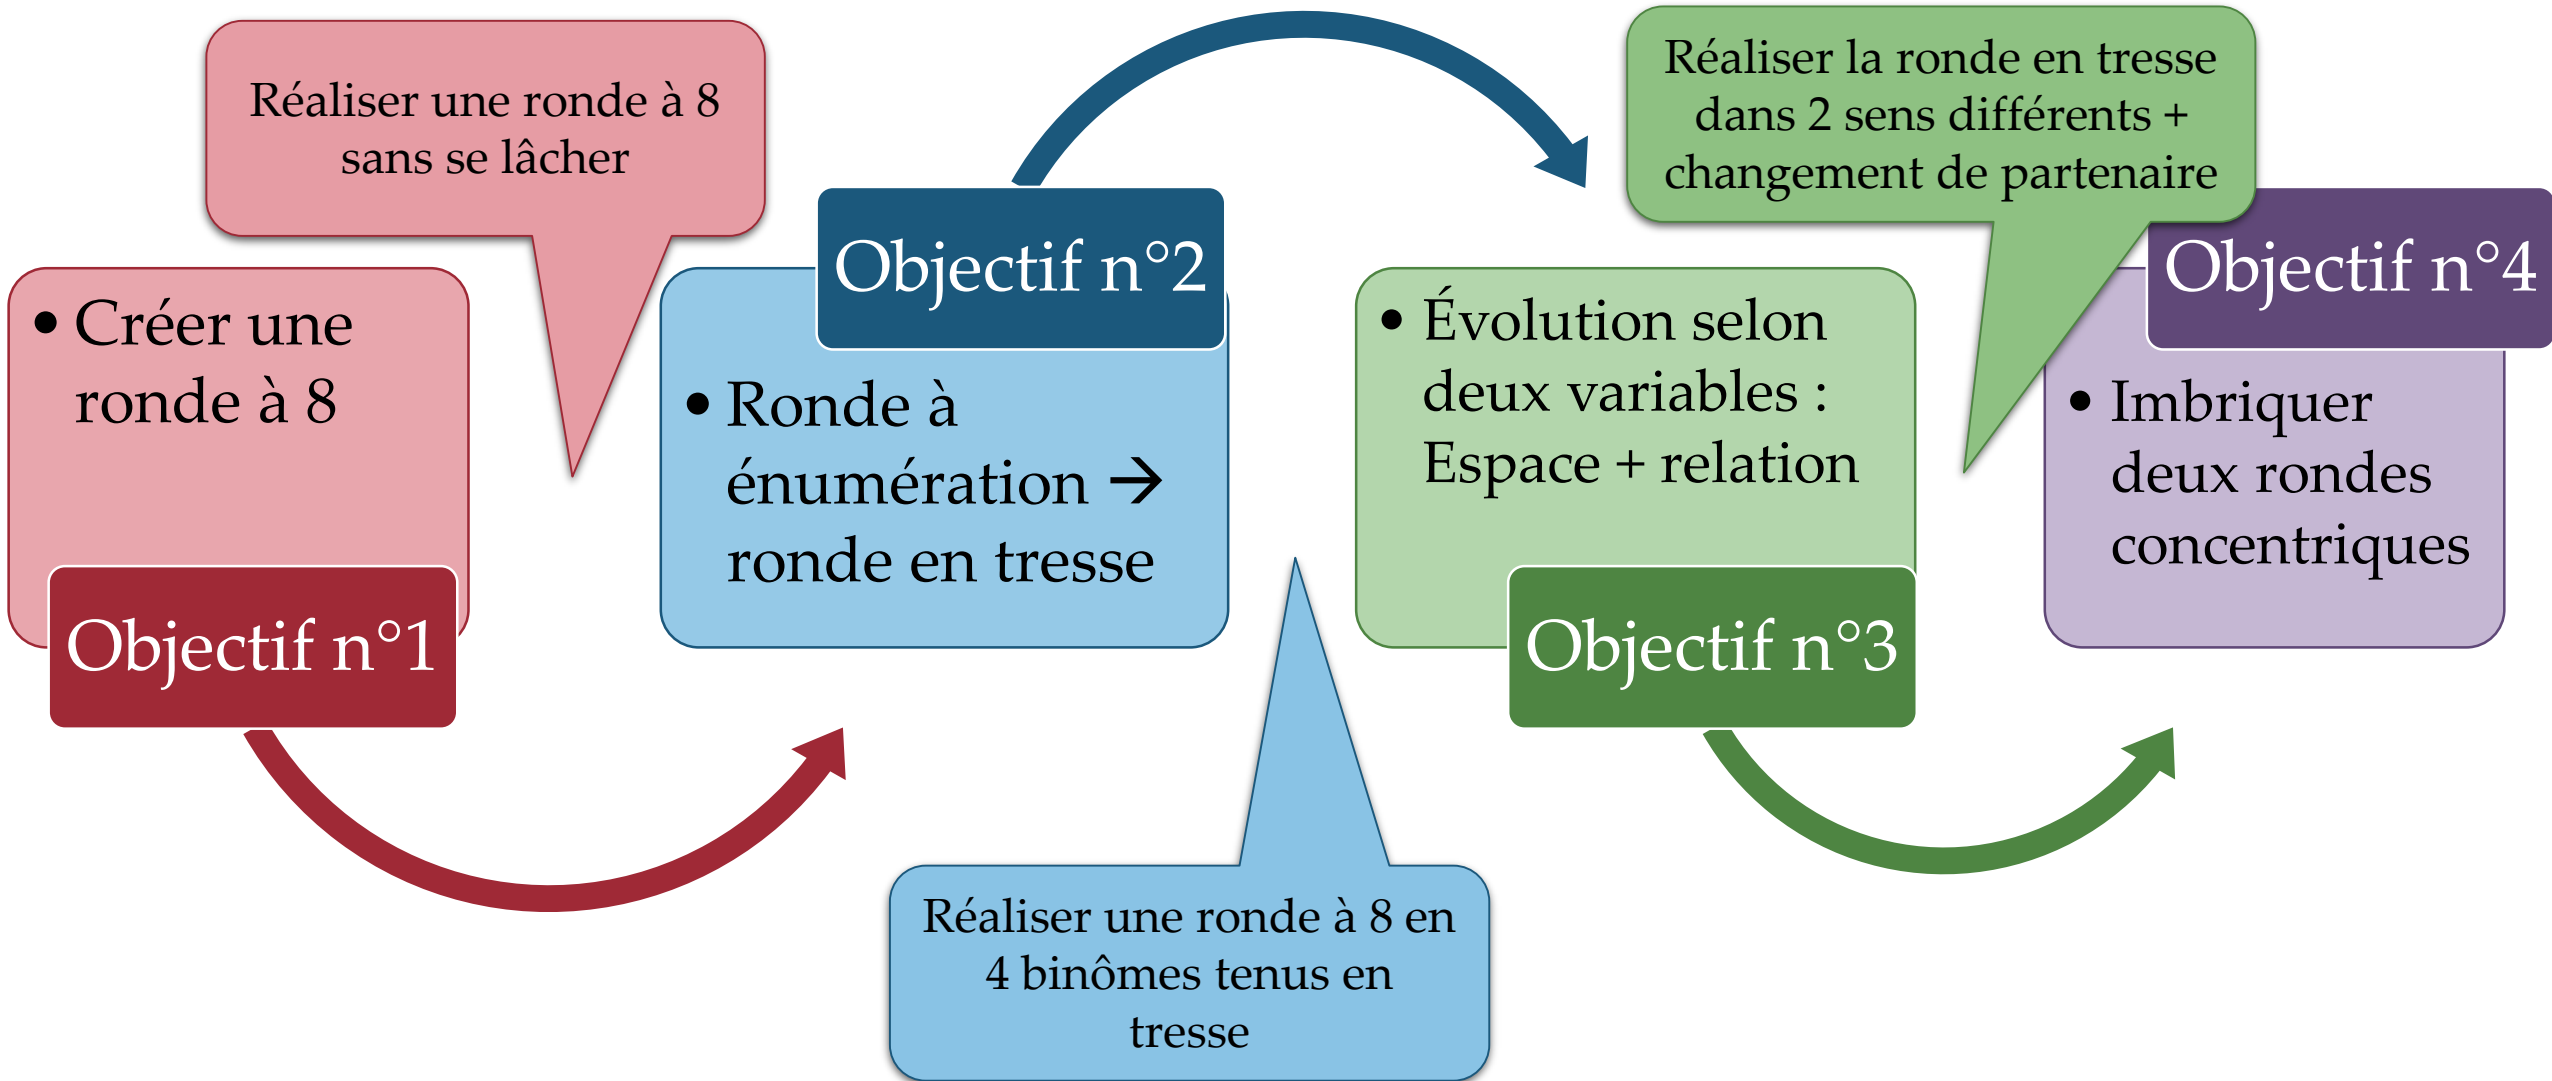 Réaliser une ronde à 8
sans se lâcher
• Créer une
ronde à 8
Objectif n°1
Objectif n°2
• Ronde à
énumération →
ronde en tresse
Réaliser une ronde à 8 en
4 binômes tenus en
tresse
• Évolution selon
deux variables :
Espace + relation
Objectif n°3
Réaliser la ronde en tresse
dans 2 sens différents +
changement de partenaire
Objectif n°4
• Imbriquer
deux rondes
concentriques